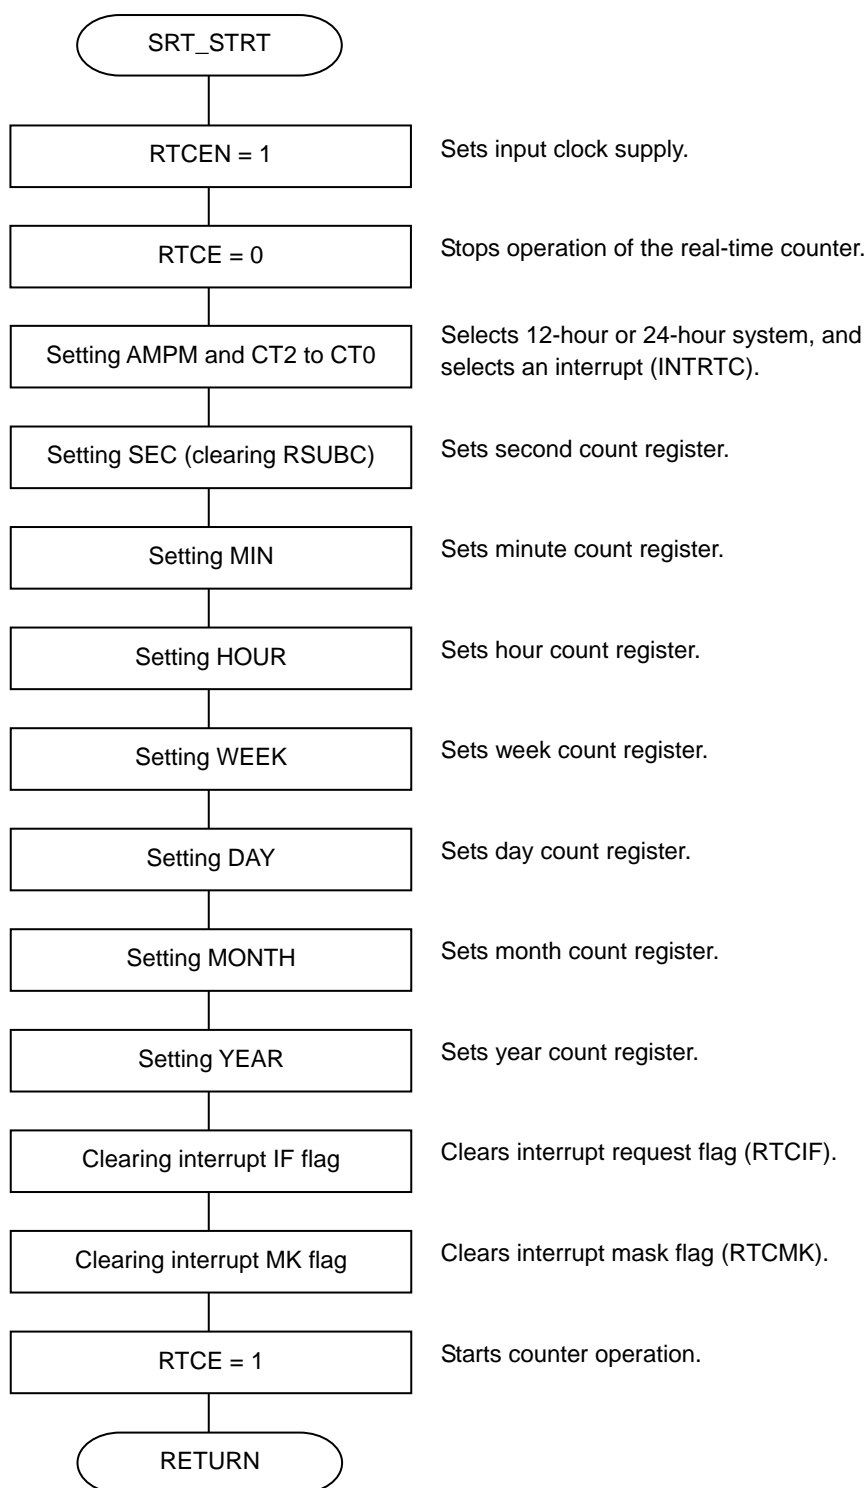 SRT_STRT
RTCEN = 1
Sets input clock supply.
RTCE = 0
Stops operation of the real-time counter.
Setting AMPM and CT2 to CT0
Selects 12-hour or 24-hour system, and
selects an interrupt (INTRTC).
Setting SEC (clearing RSUBC)
Sets second count register.
Setting MIN
Sets minute count register.
Setting HOUR
Sets hour count register.
Setting WEEK
Sets week count register.
Setting DAY
Sets day count register.
Setting MONTH
Sets month count register.
Setting YEAR
Sets year count register.
Clearing interrupt IF flag
Clears interrupt request flag (RTCIF).
Clearing interrupt MK flag
Clears interrupt mask flag (RTCMK).
RTCE = 1
Starts counter operation.
RETURN